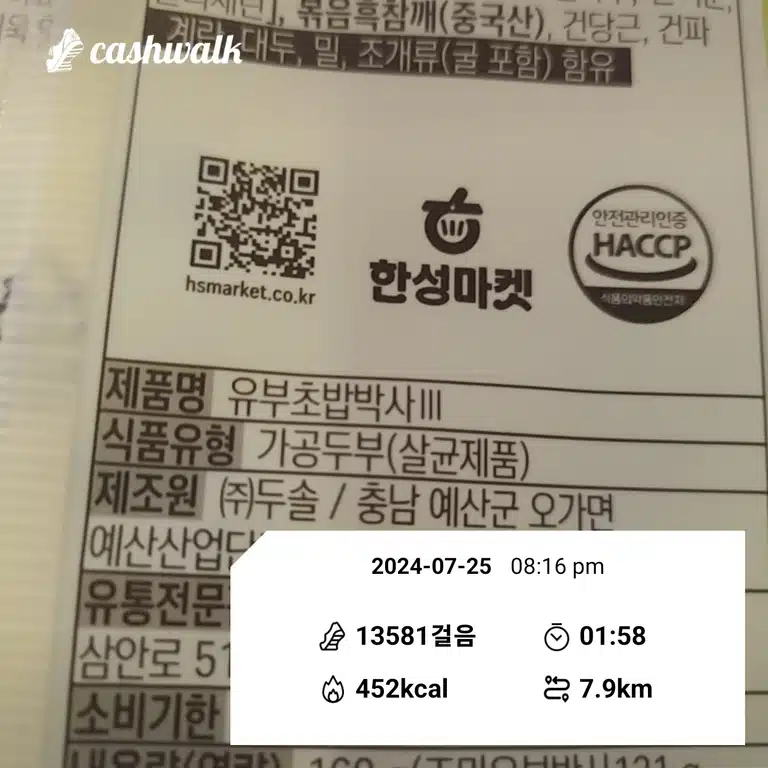 cashwalk
볶음흑참깨(중국산), 건당근, 건파
계란, 대두, 밀, 조개류(굴 포함) 함유
hsmarket.co.kr
한성마켓
안전관리인증
HACCP
식품의약품안전처
제품명 유부초밥박사III
식품유형 가공두부(살균제품)
제조원 ㈜두솔 / 충남 예산군 오가면
예산산업단
유통전문
삼안로 51
소비기한
내용량(열량) 160
2024-07-25 08:16 pm
13581걸음 01:58
452kcal 7.9km